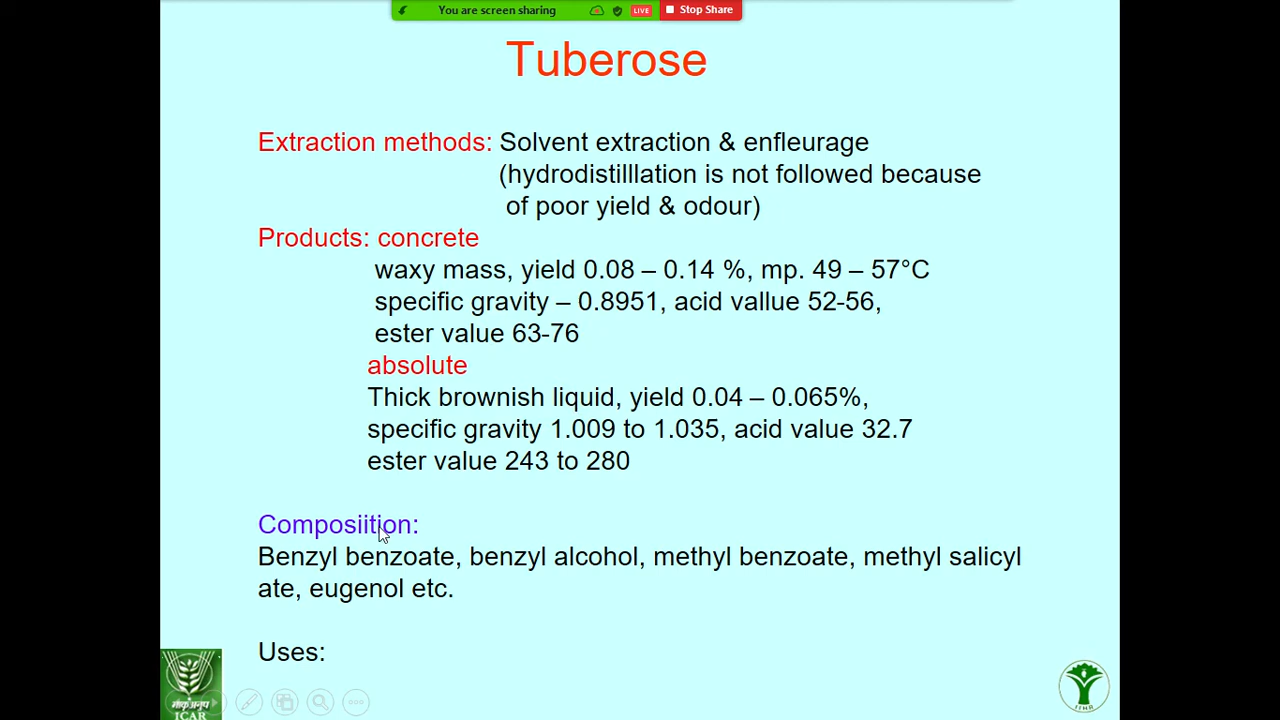 You are screen sharing
LIVE
Stop Share
Tuberose
Extraction methods: Solvent extraction & enfleurage
(hydrodistilllation is not followed because
of poor yield & odour)
Products: concrete
waxy mass, yield 0.08 – 0.14 %, mp. 49 – 57°C
specific gravity – 0.8951, acid vallue 52-56,
ester value 63-76
absolute
Thick brownish liquid, yield 0.04 – 0.065%,
specific gravity 1.009 to 1.035, acid value 32.7
ester value 243 to 280
Composiition:
Benzyl benzoate, benzyl alcohol, methyl benzoate, methyl salicyl
ate, eugenol etc.
Uses:
भाकृअनुप
ICAR
IIHR